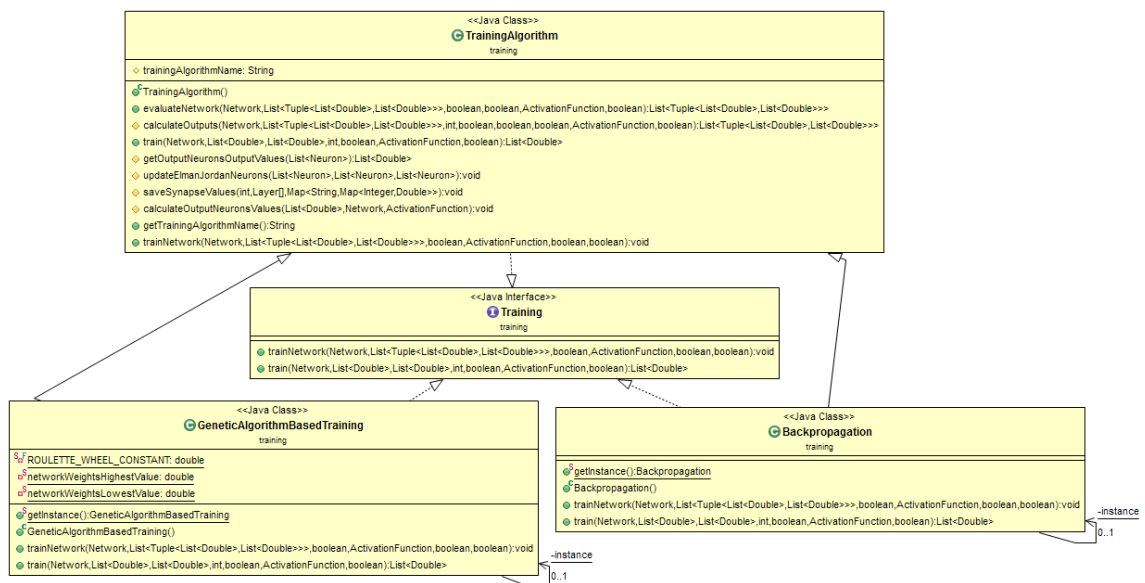 <<Java Class>>
TrainingAlgorithm
training
trainingAlgorithmName: String
TrainingAlgorithm()
evaluateNetwork(Network,List<Tuple<List<Double>,List<Double>>>,boolean,boolean,ActivationFunction,boolean):List<Tuple<List<Double>,List<Double>>>
calculateOutputs(Network,List<Tuple<List<Double>,List<Double>>>,int,boolean,boolean,boolean,ActivationFunction,boolean):List<Tuple<List<Double>,List<Double>>>
train(Network,List<Double>,List<Double>,int,boolean,ActivationFunction,boolean):List<Double>
getOutputNeuronsOutputValues(List<Neuron>):List<Double>
updateElmanJordanNeurons(List<Neuron>,List<Neuron>,List<Neuron>):void
saveSynapseValues(int,Layer[],Map<String,Map<Integer,Double>>):void
calculateOutputNeuronsValues(List<Double>,Network,ActivationFunction):void
getTrainingAlgorithmName():String
trainNetwork(Network,List<Tuple<List<Double>,List<Double>>>,boolean,ActivationFunction,boolean,boolean):void
<<Java Interface>>
Training
training
trainNetwork(Network,List<Tuple<List<Double>,List<Double>>>,boolean,ActivationFunction,boolean,boolean):void
train(Network,List<Double>,List<Double>,int,boolean,ActivationFunction,boolean):List<Double>
<<Java Class>>
GeneticAlgorithmBasedTraining
training
ROULETTE_WHEEL_CONSTANT: double
networkWeightsHighestValue: double
networkWeightsLowestValue: double
getInstance():GeneticAlgorithmBasedTraining
GeneticAlgorithmBasedTraining()
trainNetwork(Network,List<Tuple<List<Double>,List<Double>>>,boolean,ActivationFunction,boolean,boolean):void
train(Network,List<Double>,List<Double>,int,boolean,ActivationFunction,boolean):List<Double>
-instance
0..1
<<Java Class>>
Backpropagation
training
getInstance():Backpropagation
Backpropagation()
trainNetwork(Network,List<Tuple<List<Double>,List<Double>>>,boolean,ActivationFunction,boolean,boolean):void
train(Network,List<Double>,List<Double>,int,boolean,ActivationFunction,boolean):List<Double>
-instance
0..1